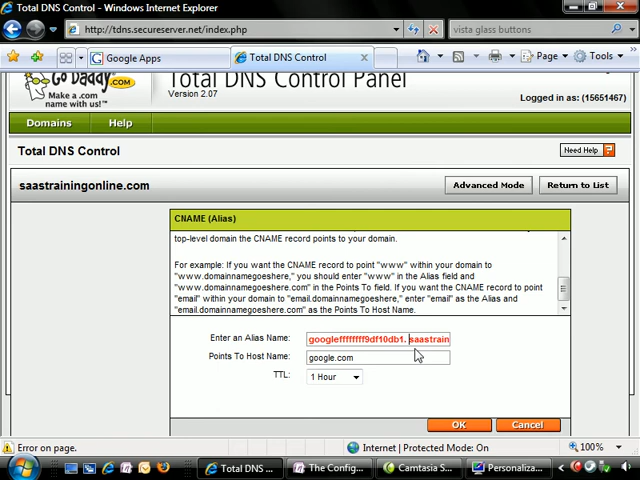 Total DNS Control - Windows Internet Explorer
http://tdns.secureserver.net/index.php
vista glass buttons
Google Apps
Total DNS Control
Page
Tools
Go Daddy
.COM
Make a .com
name with us!™
Total DNS Control Panel
Version 2.07
Logged in as: (15651467)
Domains
Help
Total DNS Control
Need Help
?
saastrainingonline.com
Advanced Mode
Return to List
CNAME (Alias)
top-level domain the CNAME record points to your domain.
For example: If you want the CNAME record to point "www" within your domain to
"www.domainnamegoeshere," you should enter "www" in the Alias field and
"www.domainnamegoeshere.com" in the Points To field. If you want the CNAME record to point
"email" within your domain to "email.domainnamegoeshere," enter "email" as the Alias and
"email.domainnamegoeshere.com" as the Points To Host Name.
Enter an Alias Name:
googleffffffff9df10db1. saastrain
Points To Host Name:
google.com
TTL:
1 Hour
OK
Cancel
Error on page.
Internet | Protected Mode: On
100%
Total DNS ...
The Config...
Camtasia S...
Personaliza...